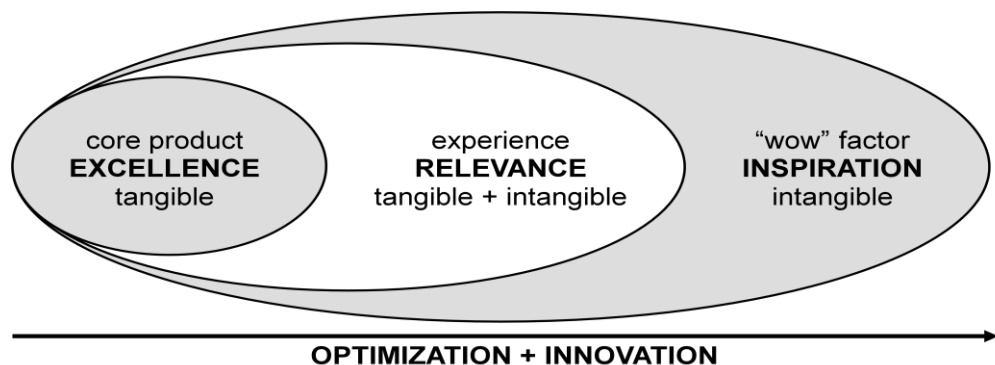 core product
EXCELLENCE
tangible
experience
RELEVANCE
tangible + intangible
“wow” factor
INSPIRATION
intangible
OPTIMIZATION + INNOVATION